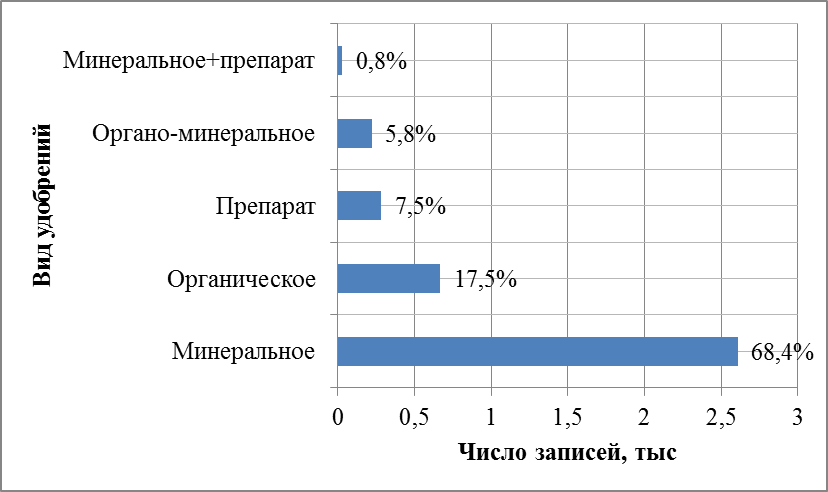 Вид удобрений
Минеральное+препарат 0,8%
Органо-минеральное 5,8%
Препарат 7,5%
Органическое 17,5%
Минеральное 68,4%
0 0,5 1 1,5 2 2,5 3
Число записей, тыс